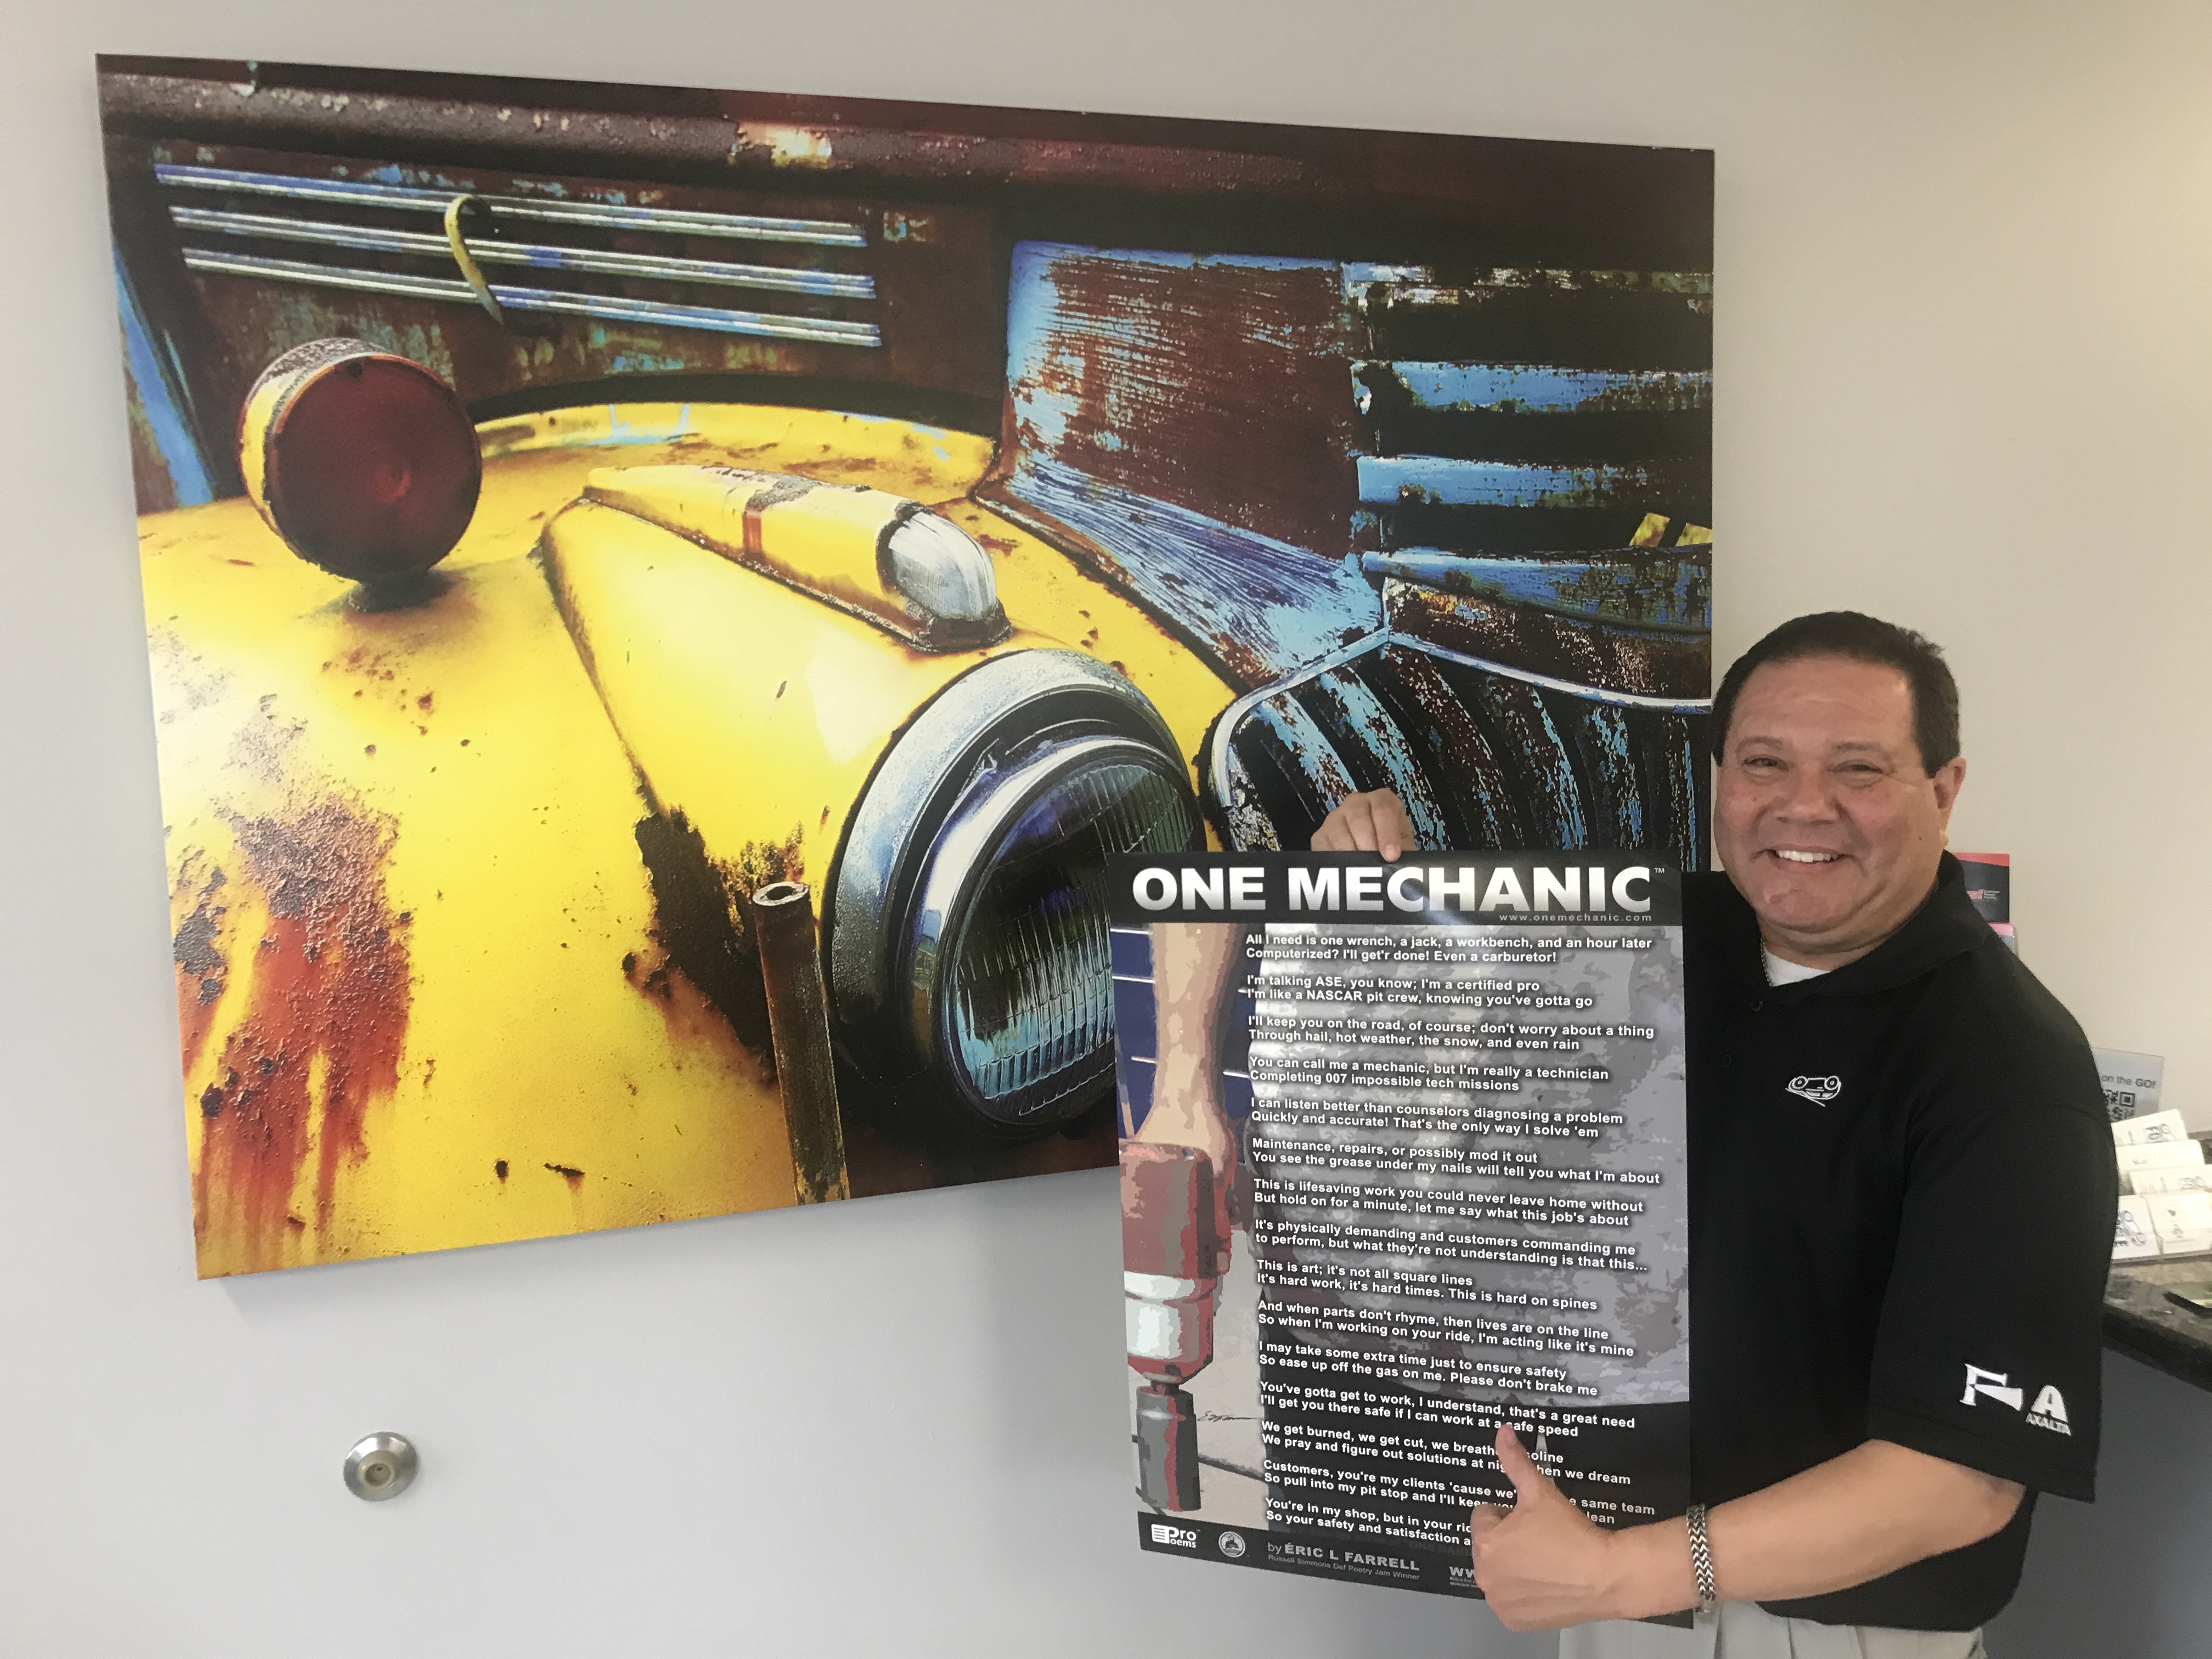 ONE MECHANIC™
www.onemechanic.com
All I need is one wrench, a jack, a workbench, and an hour later
Computerized? I'll get'r done! Even a carburetor!
I'm talking ASE, you know; I'm a certified pro
I'm like a NASCAR pit crew, knowing you've gotta go
I'll keep you on the road, of course; don't worry about a thing
Through hail, hot weather, the snow, and even rain
You can call me a mechanic, but I'm really a technician
Completing 007 impossible tech missions
I can listen better than counselors diagnosing a problem
Quickly and accurate! That's the only way I solve 'em
Maintenance, repairs, or possibly mod it out
You see the grease under my nails will tell you what I'm about
This is lifesaving work you could never leave home without
But hold on for a minute, let me say what this job's about
It's physically demanding and customers commanding me
to perform, but what they're not understanding is that this...
This is art; it's not all square lines
It's hard work, it's hard times. This is hard on spines
And when parts don't rhyme, then lives are on the line
So when I'm working on your ride, I'm acting like it's mine
I may take some extra time just to ensure safety
So ease up off the gas on me. Please don't brake me
You've gotta get to work, I understand, that's a great need
I'll get you there safe if I can work at a safe speed
We get burned, we get cut, we breathe
We pray and figure out solutions at when we dream
Customers, you're my clients 'cause same team
So pull into my pit stop and I'll keep
You're in my shop, but in your
So your safety and satisfaction
Pro Poems
by ÉRIC L FARRELL
Russell Simmons Def Poetry Jam Winner
AXALTA
on the GO!